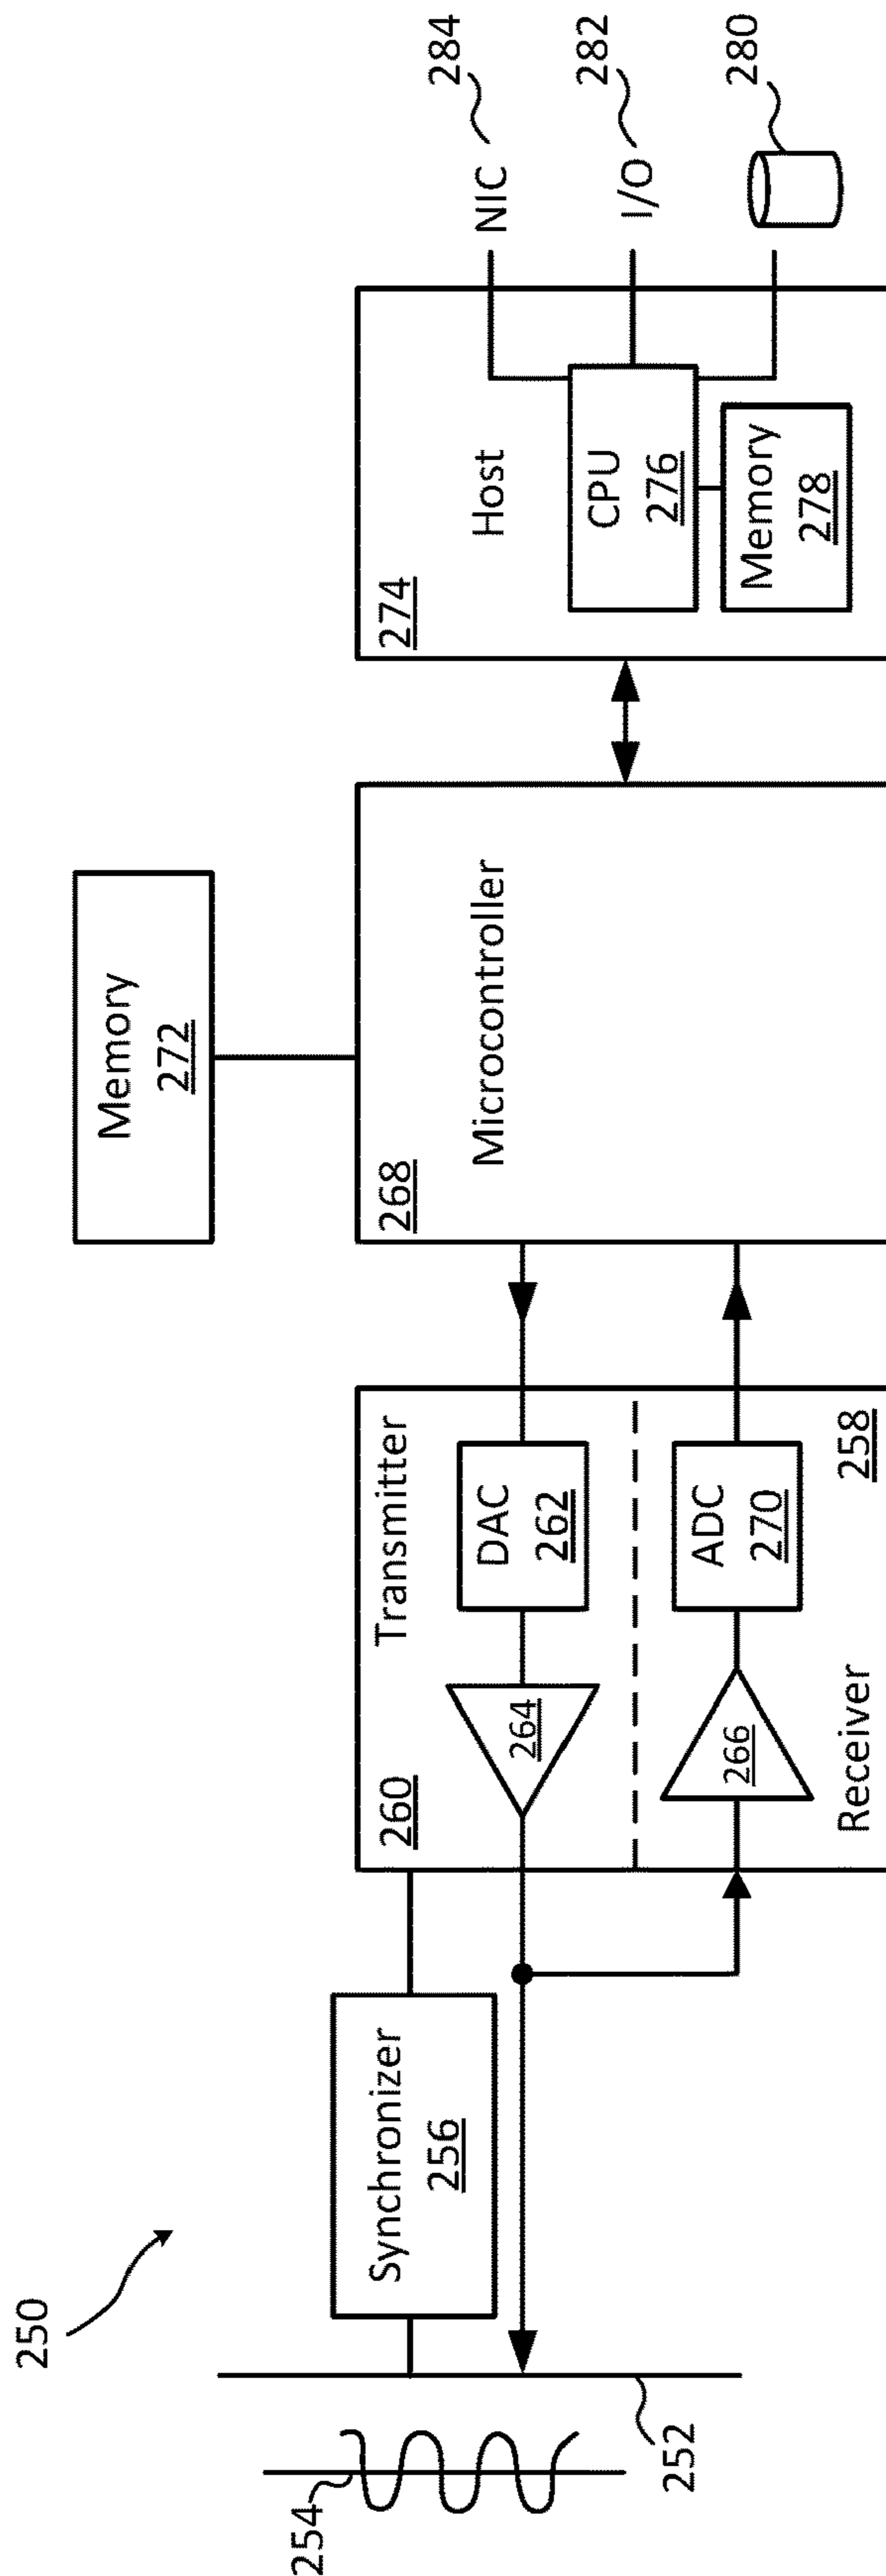 250
254
252
Synchronizer
256
260
Transmitter
DAC
262
264
266
ADC
270
Receiver
258
Memory
272
268
Microcontroller
274
Host
CPU
276
Memory
278
NIC
284
I/O
282
280